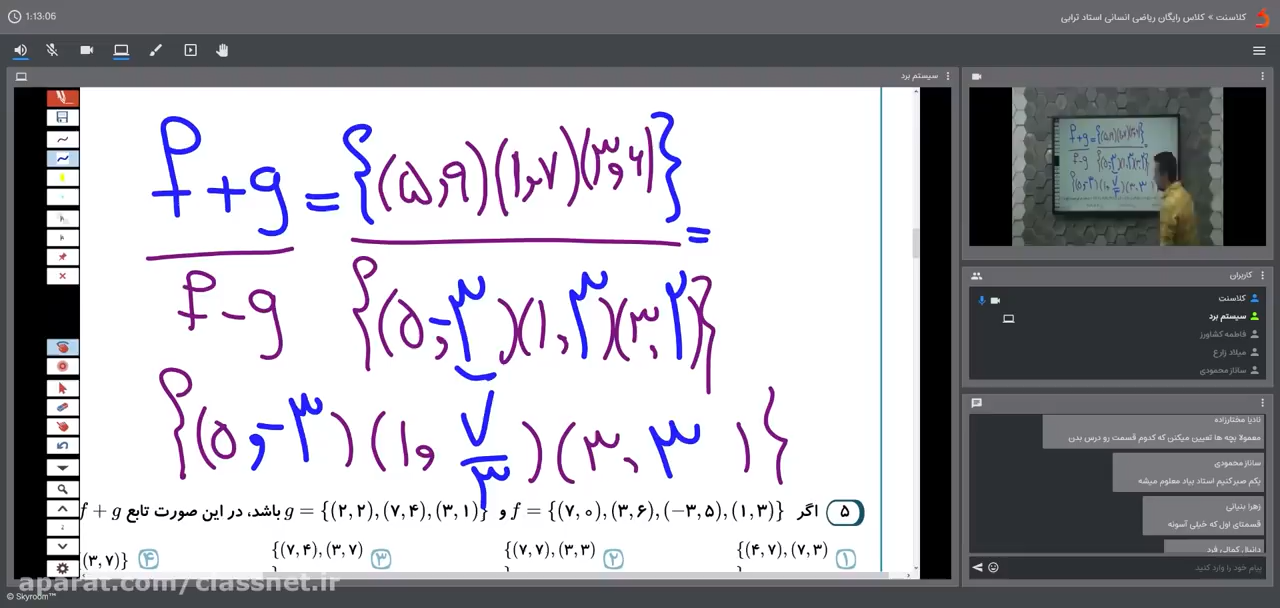 1:13:06
کلاسنت » کلاس رایگان ریاضی انسانی استاد ترابی
سیستم برد
f+g = {(۵,۹)(۱,۷)(۳,۶)} =
f-g {(۵,-۳)(۱,۳)(۳,۲)}
{(۵,-۳)(۱, ۷/۳)(۳,۳)}
۵ اگر f = {(۷,۰),(۳,۶),(−۳,۵),(۱,۳)} و g = {(۲,۲),(۷,۴),(۳,۱)} باشد، در این صورت تابع f + g
۱ {(۴,۷),(۷,۳)
۲ {(۷,۷),(۳,۳)
۳ {(۷,۴),(۳,۷)
۴ (۳,۷)}
کاربران
کلاسنت
سیستم برد
فاطمه کشاورز
میلاد زارع
ساناز محمودی
نادیا مختارزاده
معمولا بچه ها تعیین میکنن که کدوم قسمت رو درس بدن
ساناز محمودی
یکم صبرکنیم استاد بیاد معلوم میشه
زهرا بنیانی
قسمتای اول که خیلی آسونه
دانیال کمالی فرد
پیام خود را وارد کنید.
aparat.com/classnet.ir
© Skyroom™